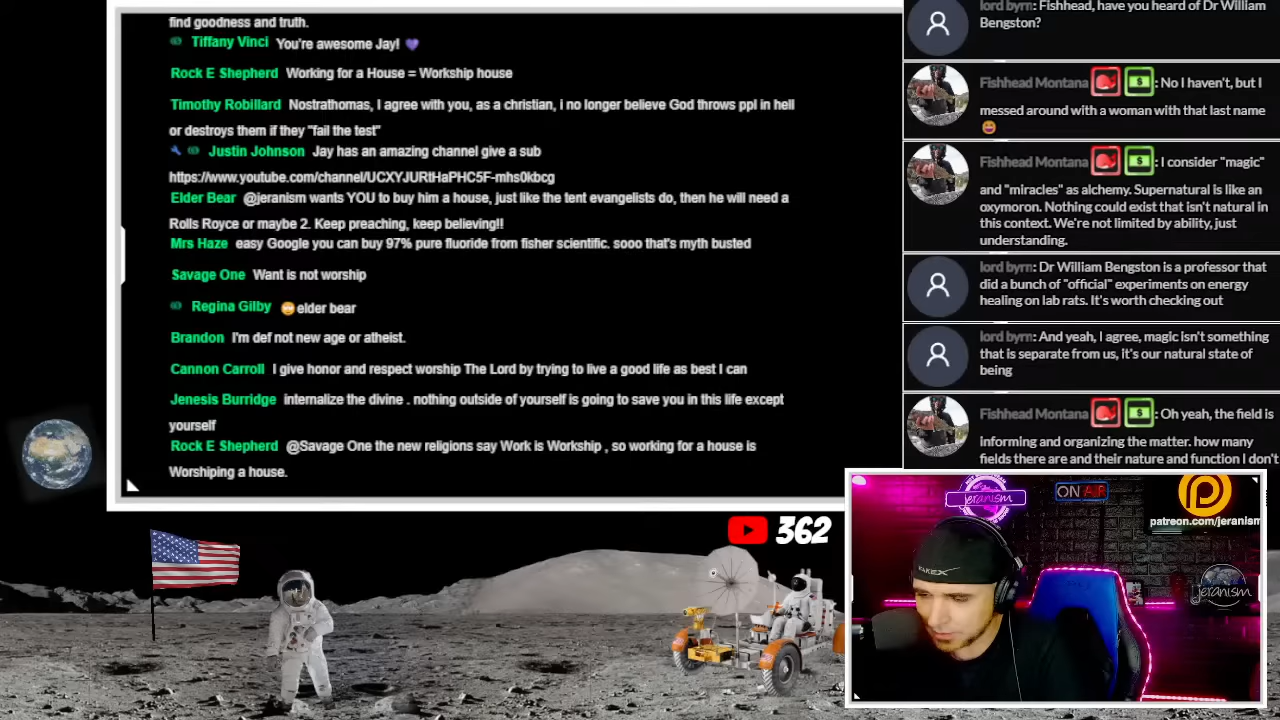 find goodness and truth.
Tiffany Vinci You're awesome Jay! 💜
Rock E Shepherd Working for a House = Workship house
Timothy Robillard Nostrathomas, I agree with you, as a christian, i no longer believe God throws ppl in hell
or destroys them if they "fail the test"
Justin Johnson Jay has an amazing channel give a sub
Elder Bear @jeranism wants YOU to buy him a house, just like the tent evangelists do, then he will need a
Rolls Royce or maybe 2. Keep preaching, keep believing!!
Mrs Haze easy Google you can buy 97% pure fluoride from fisher scientific. sooo that's myth busted
Savage One Want is not worship
Regina Gilby 🙄elder bear
Brandon I'm def not new age or atheist.
Cannon Carroll I give honor and respect worship The Lord by trying to live a good life as best I can
Jenesis Burridge internalize the divine . nothing outside of yourself is going to save you in this life except
yourself
Rock E Shepherd @Savage One the new religions say Work is Workship , so working for a house is
Worshiping a house.
lord byrn: Fishhead, have you heard of Dr William
Bengston?
Fishhead Montana : No I haven't, but I
messed around with a woman with that last name
😆
Fishhead Montana : I consider "magic"
and "miracles" as alchemy. Supernatural is like an
oxymoron. Nothing could exist that isn't natural in
this context. We're not limited by ability, just
understanding.
lord byrn: Dr William Bengston is a professor that
did a bunch of "official" experiments on energy
healing on lab rats. It's worth checking out
lord byrn: And yeah, I agree, magic isn't something
that is separate from us, it's our natural state of
being
Fishhead Montana : Oh yeah, the field is
informing and organizing the matter. how many
fields there are and their nature and function I don't
362
jeranism
ON AIR
patreon.com/jeranism
OAKEX
jeranism